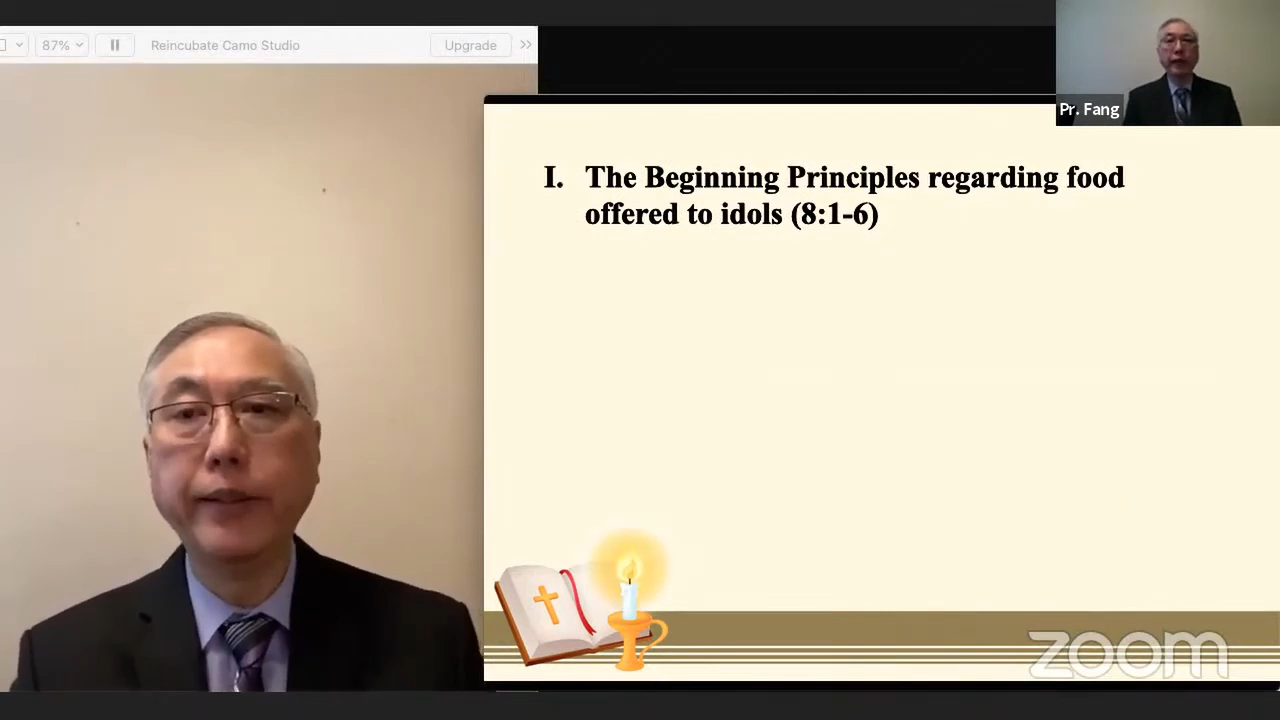 87%
Reincubate Camo Studio
Upgrade
Pr. Fang
I. The Beginning Principles regarding food
offered to idols (8:1-6)
zoom